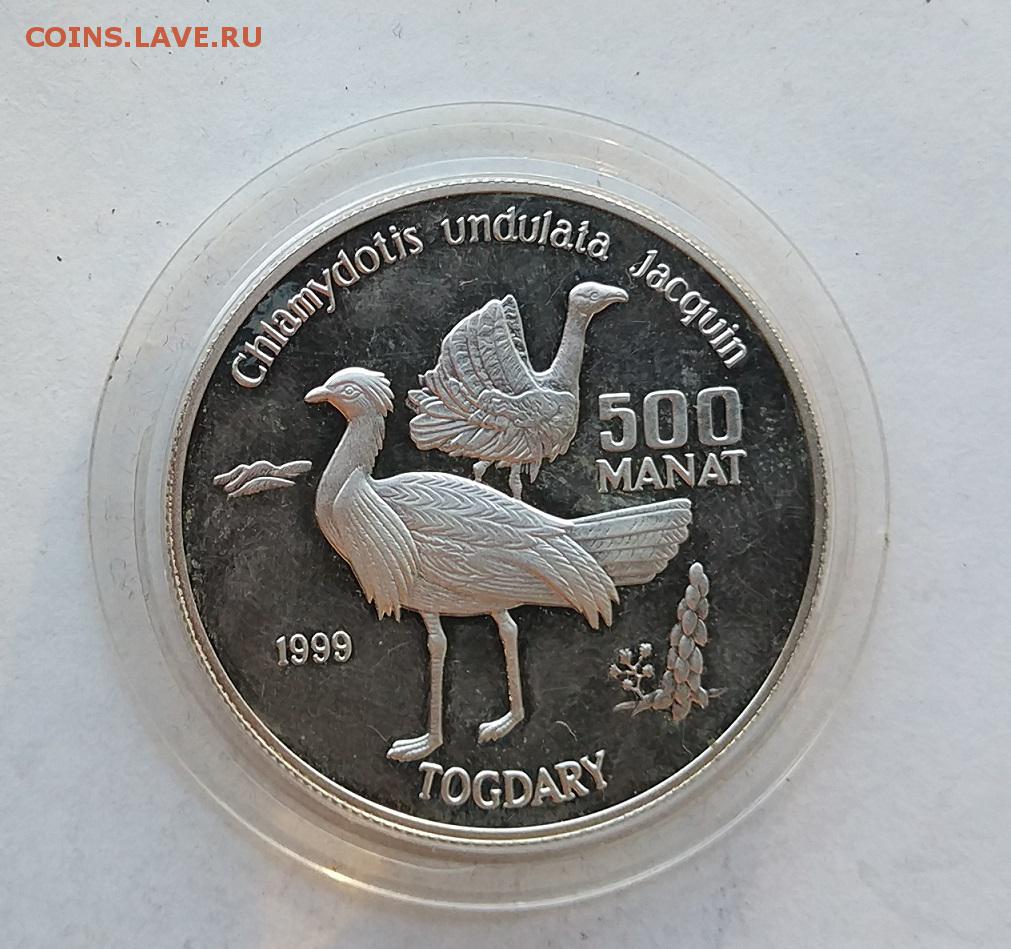 COINS.LAVE.RU
Chlamydotis undulata Jacquin
500
MANAT
1999
TOGDARY